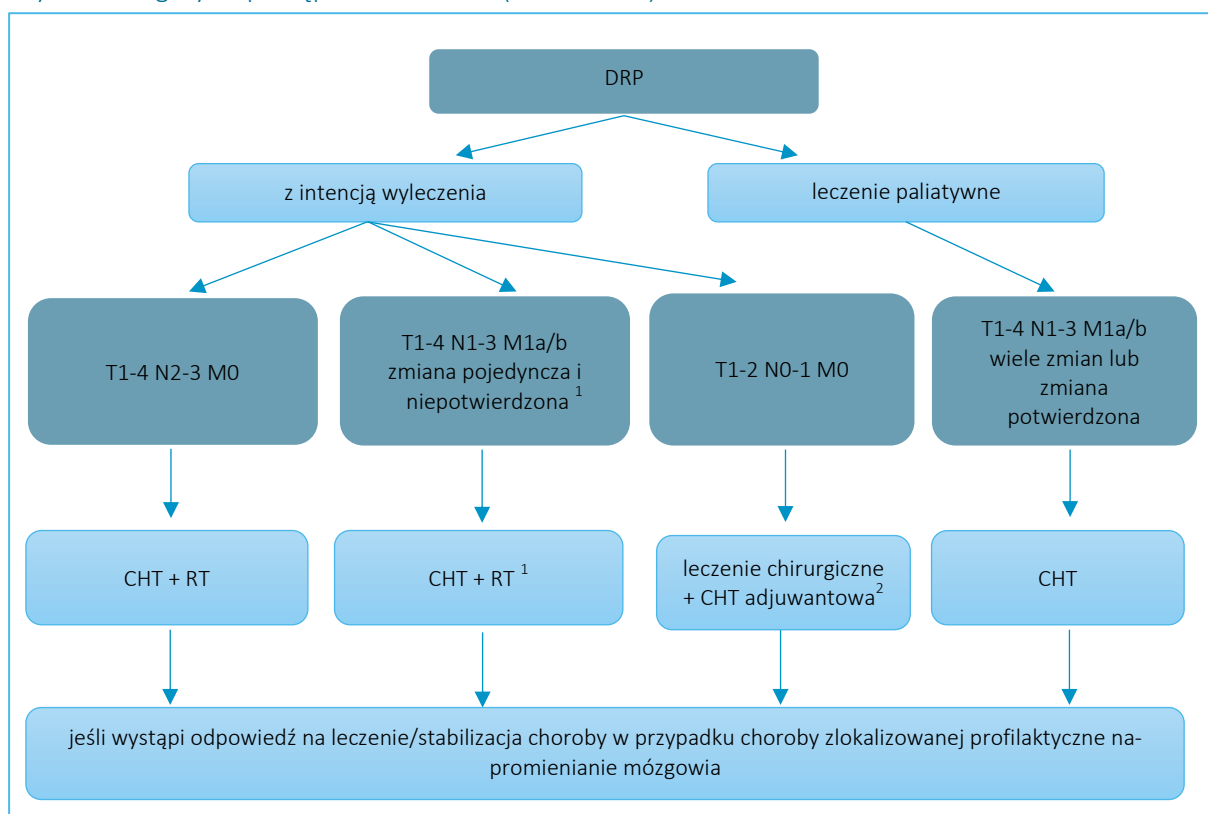 DRP
z intencją wyleczenia
leczenie paliatywne
T1-4 N2-3 M0
T1-4 N1-3 M1a/b
zmiana pojedyncza i
niepotwierdzona 1
T1-2 N0-1 M0
T1-4 N1-3 M1a/b
wiele zmian lub
zmiana
potwierdzona
CHT + RT
CHT + RT 1
leczenie chirurgiczne
+ CHT adjuwantowa2
CHT
jeśli wystąpi odpowiedź na leczenie/stabilizacja choroby w przypadku choroby zlokalizowanej profilaktyczne na-
promienianie mózgowia